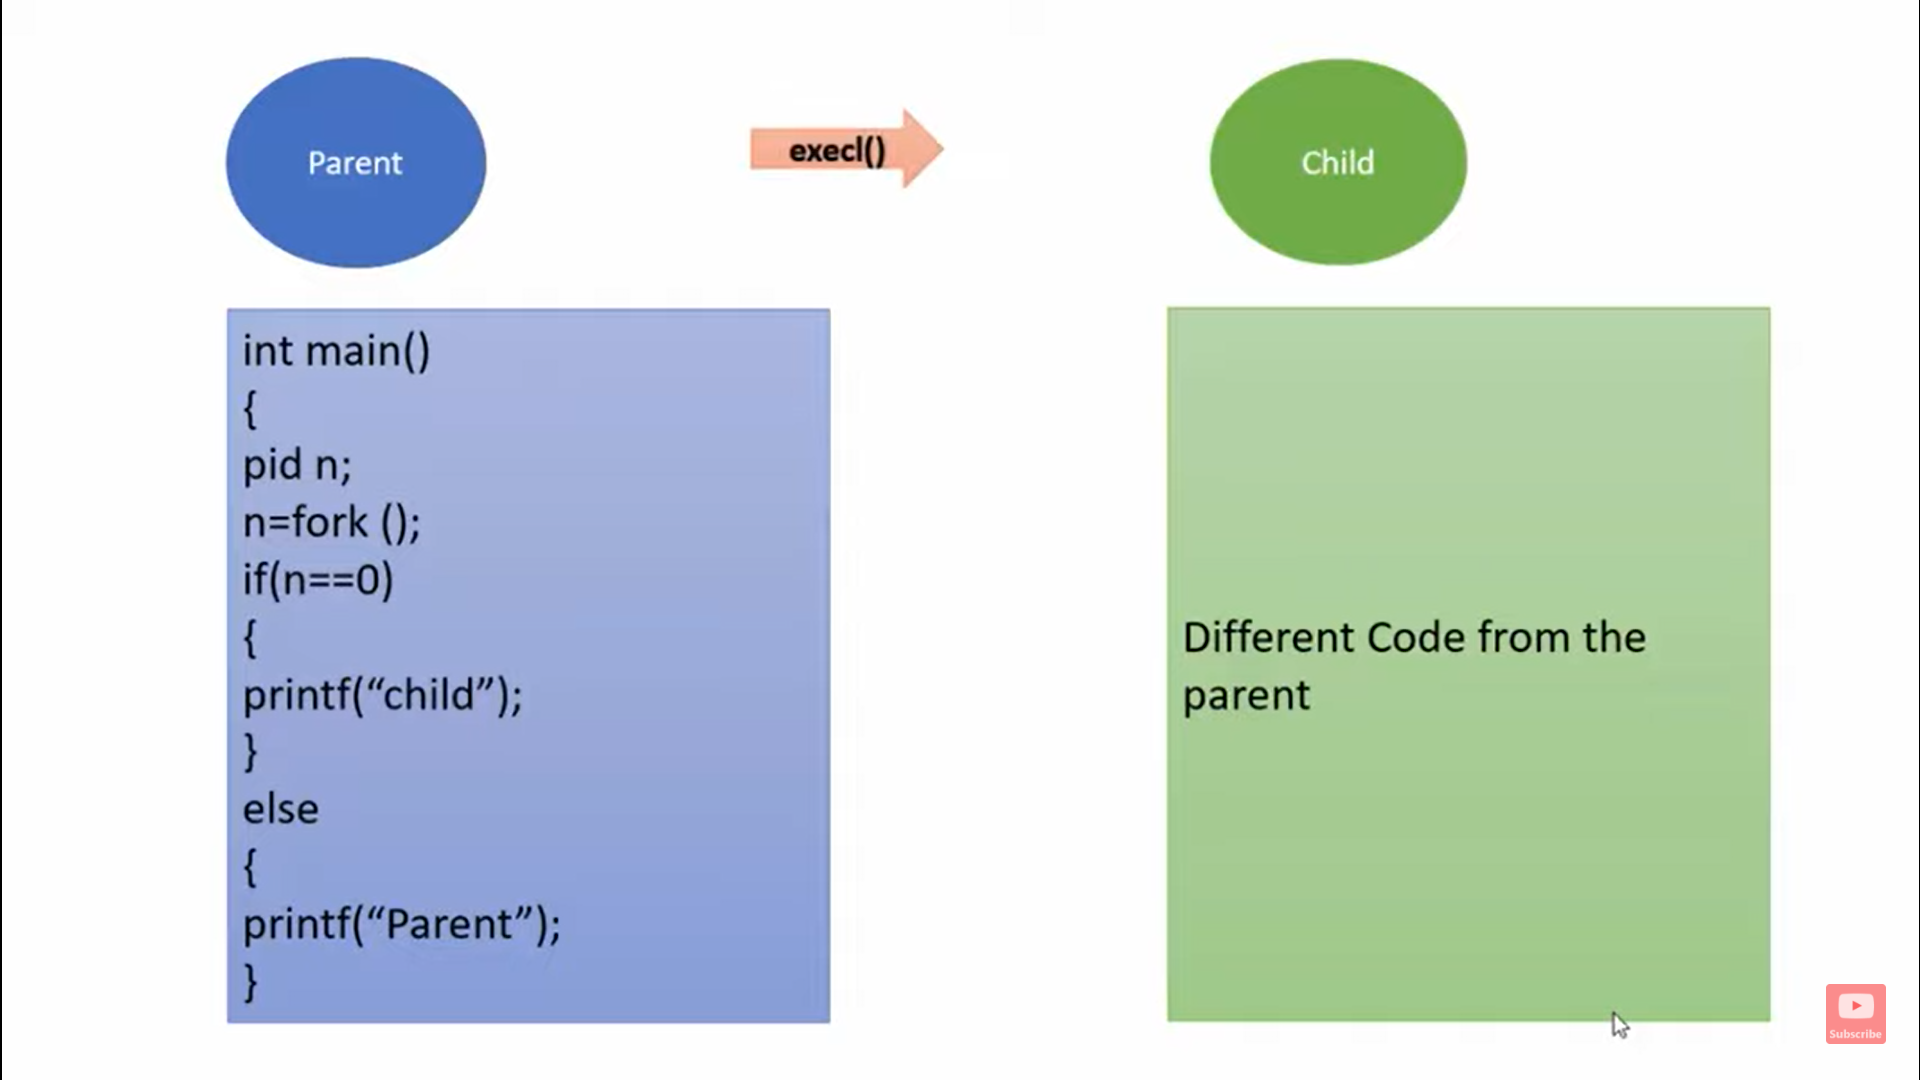 Parent
execl()
Child
int main()
{
pid n;
n=fork ();
if(n==0)
{
printf(“child”);
}
else
{
printf(“Parent”);
}
Different Code from the
parent
Subscribe